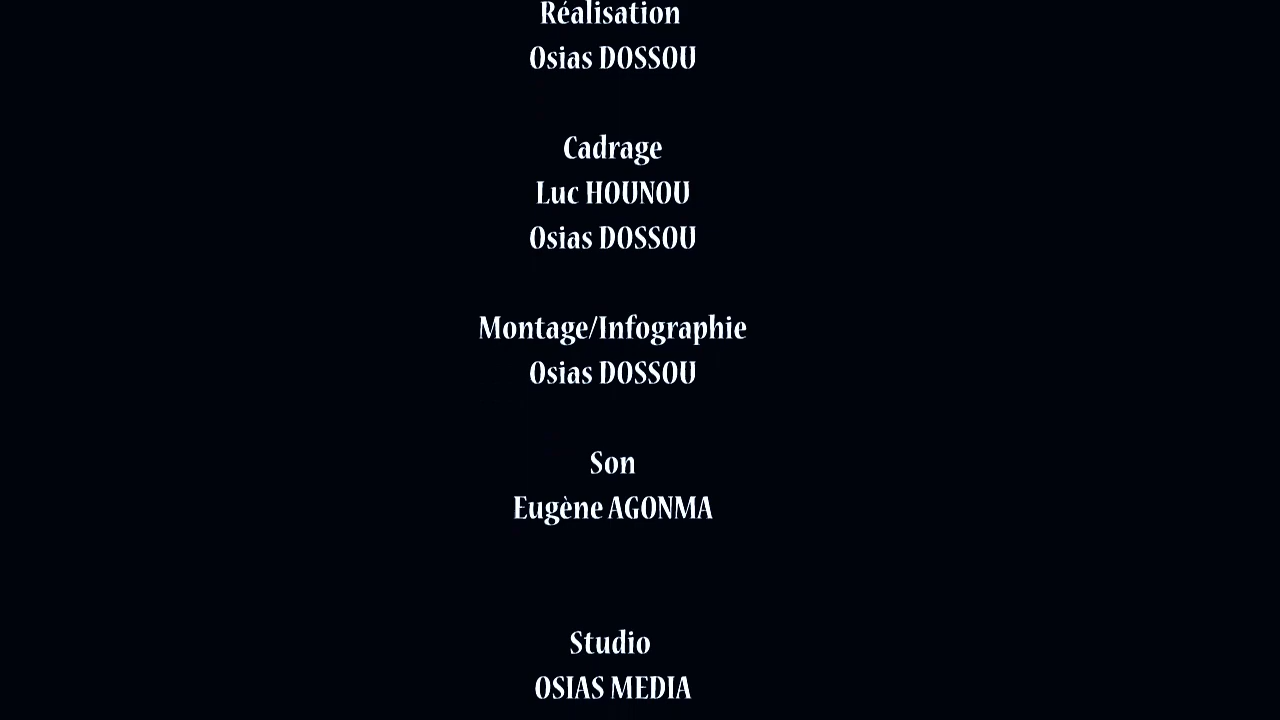 Réalisation
Osias DOSSOU
Cadrage
Luc HOUNOU
Osias DOSSOU
Montage/Infographie
Osias DOSSOU
Son
Eugène AGONMA
Studio
OSIAS MEDIA